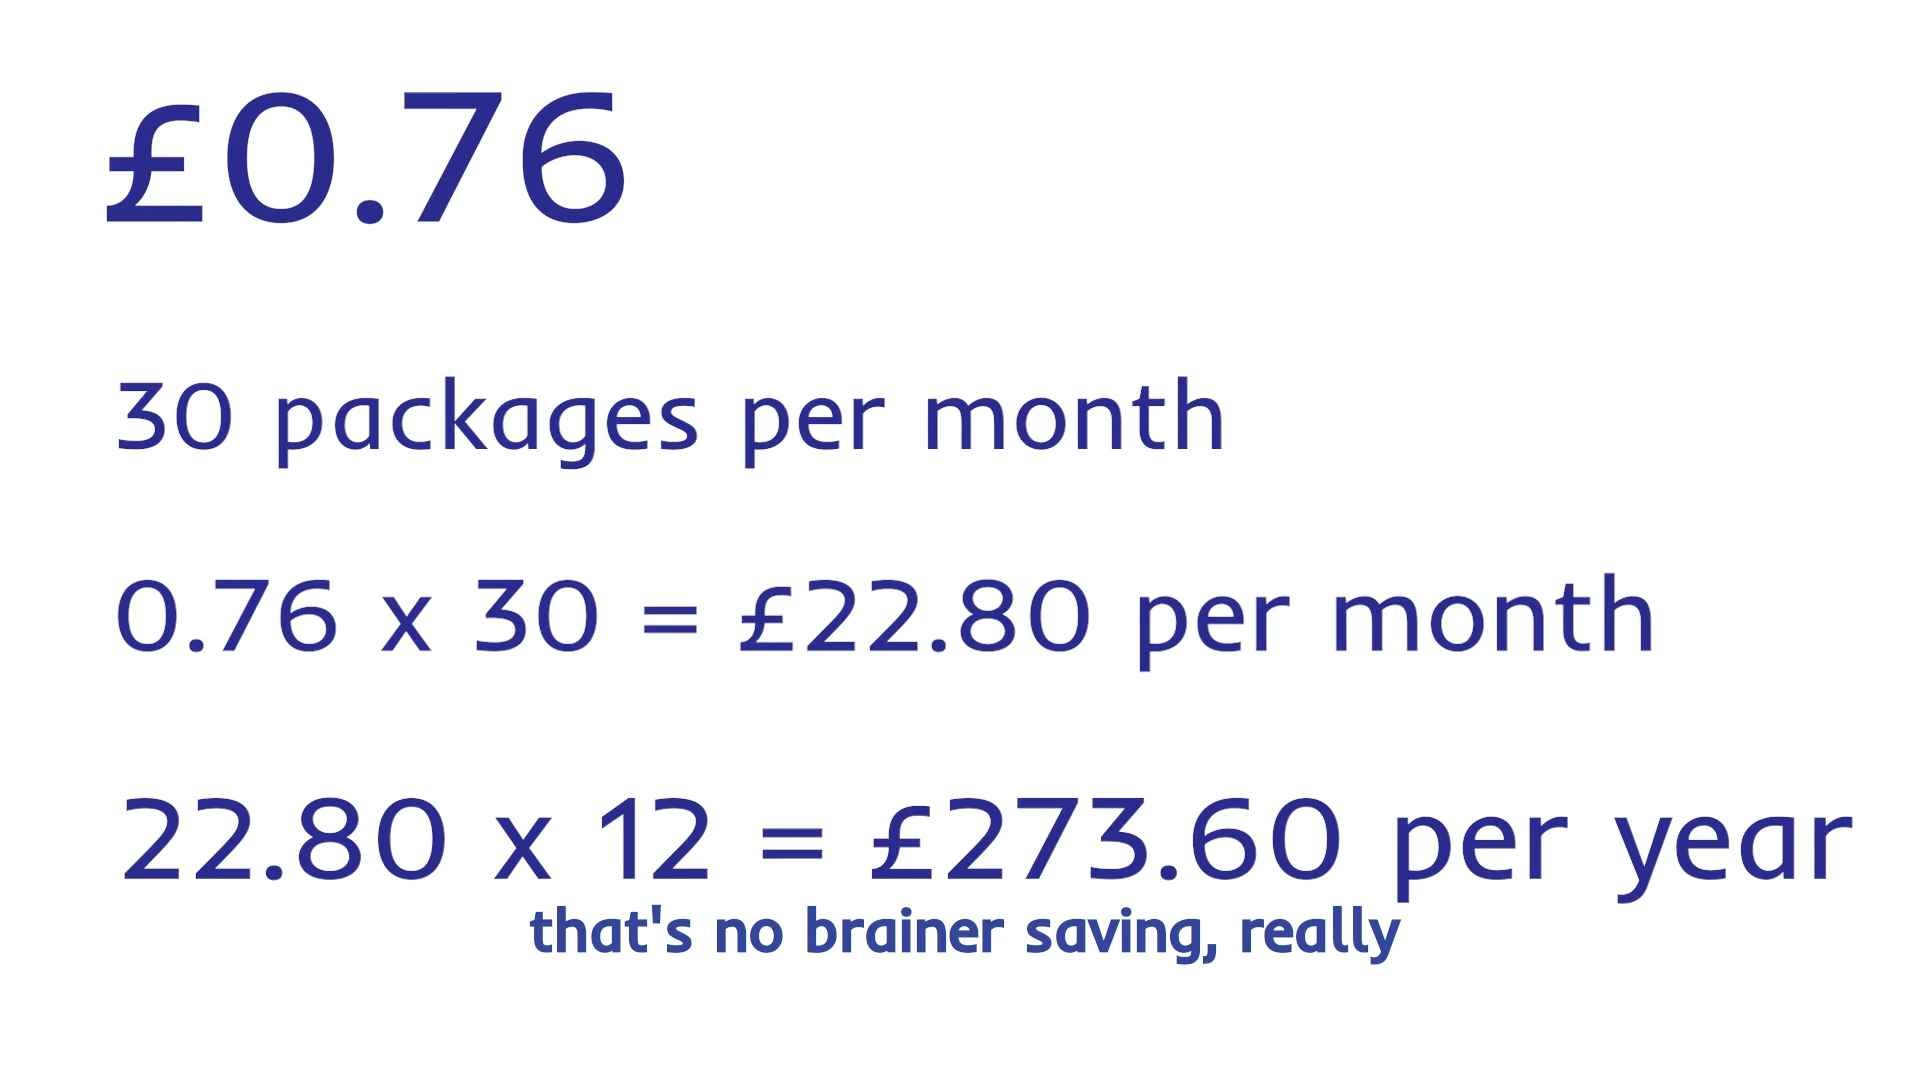 £0.76
30 packages per month
0.76 x 30 = £22.80 per month
22.80 x 12 = £273.60 per year
that's no brainer saving, really